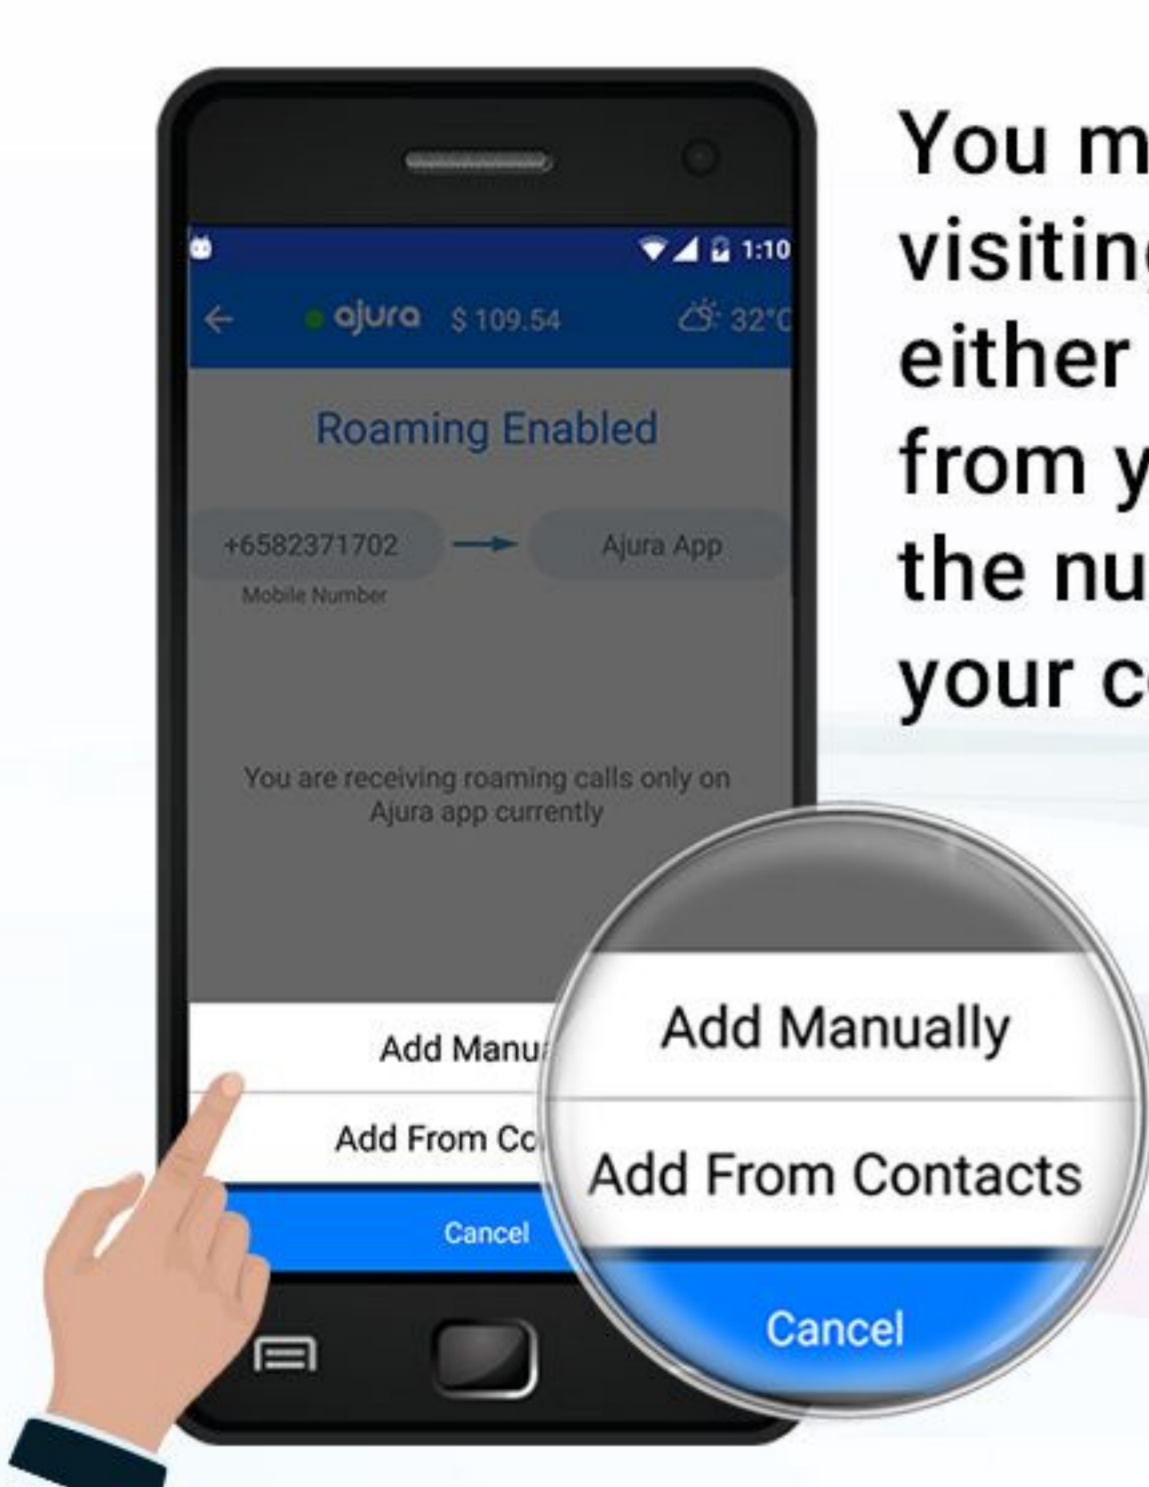 1:10
ajura $ 109.54 32°C
Roaming Enabled
+6582371702 Ajura App
Mobile Number
You are receiving roaming calls only on
Ajura app currently
Add Manua
Add From Co
Cancel
Add Manually
Add From Contacts
Cancel
You m
visiting
either
from y
the nu
your c